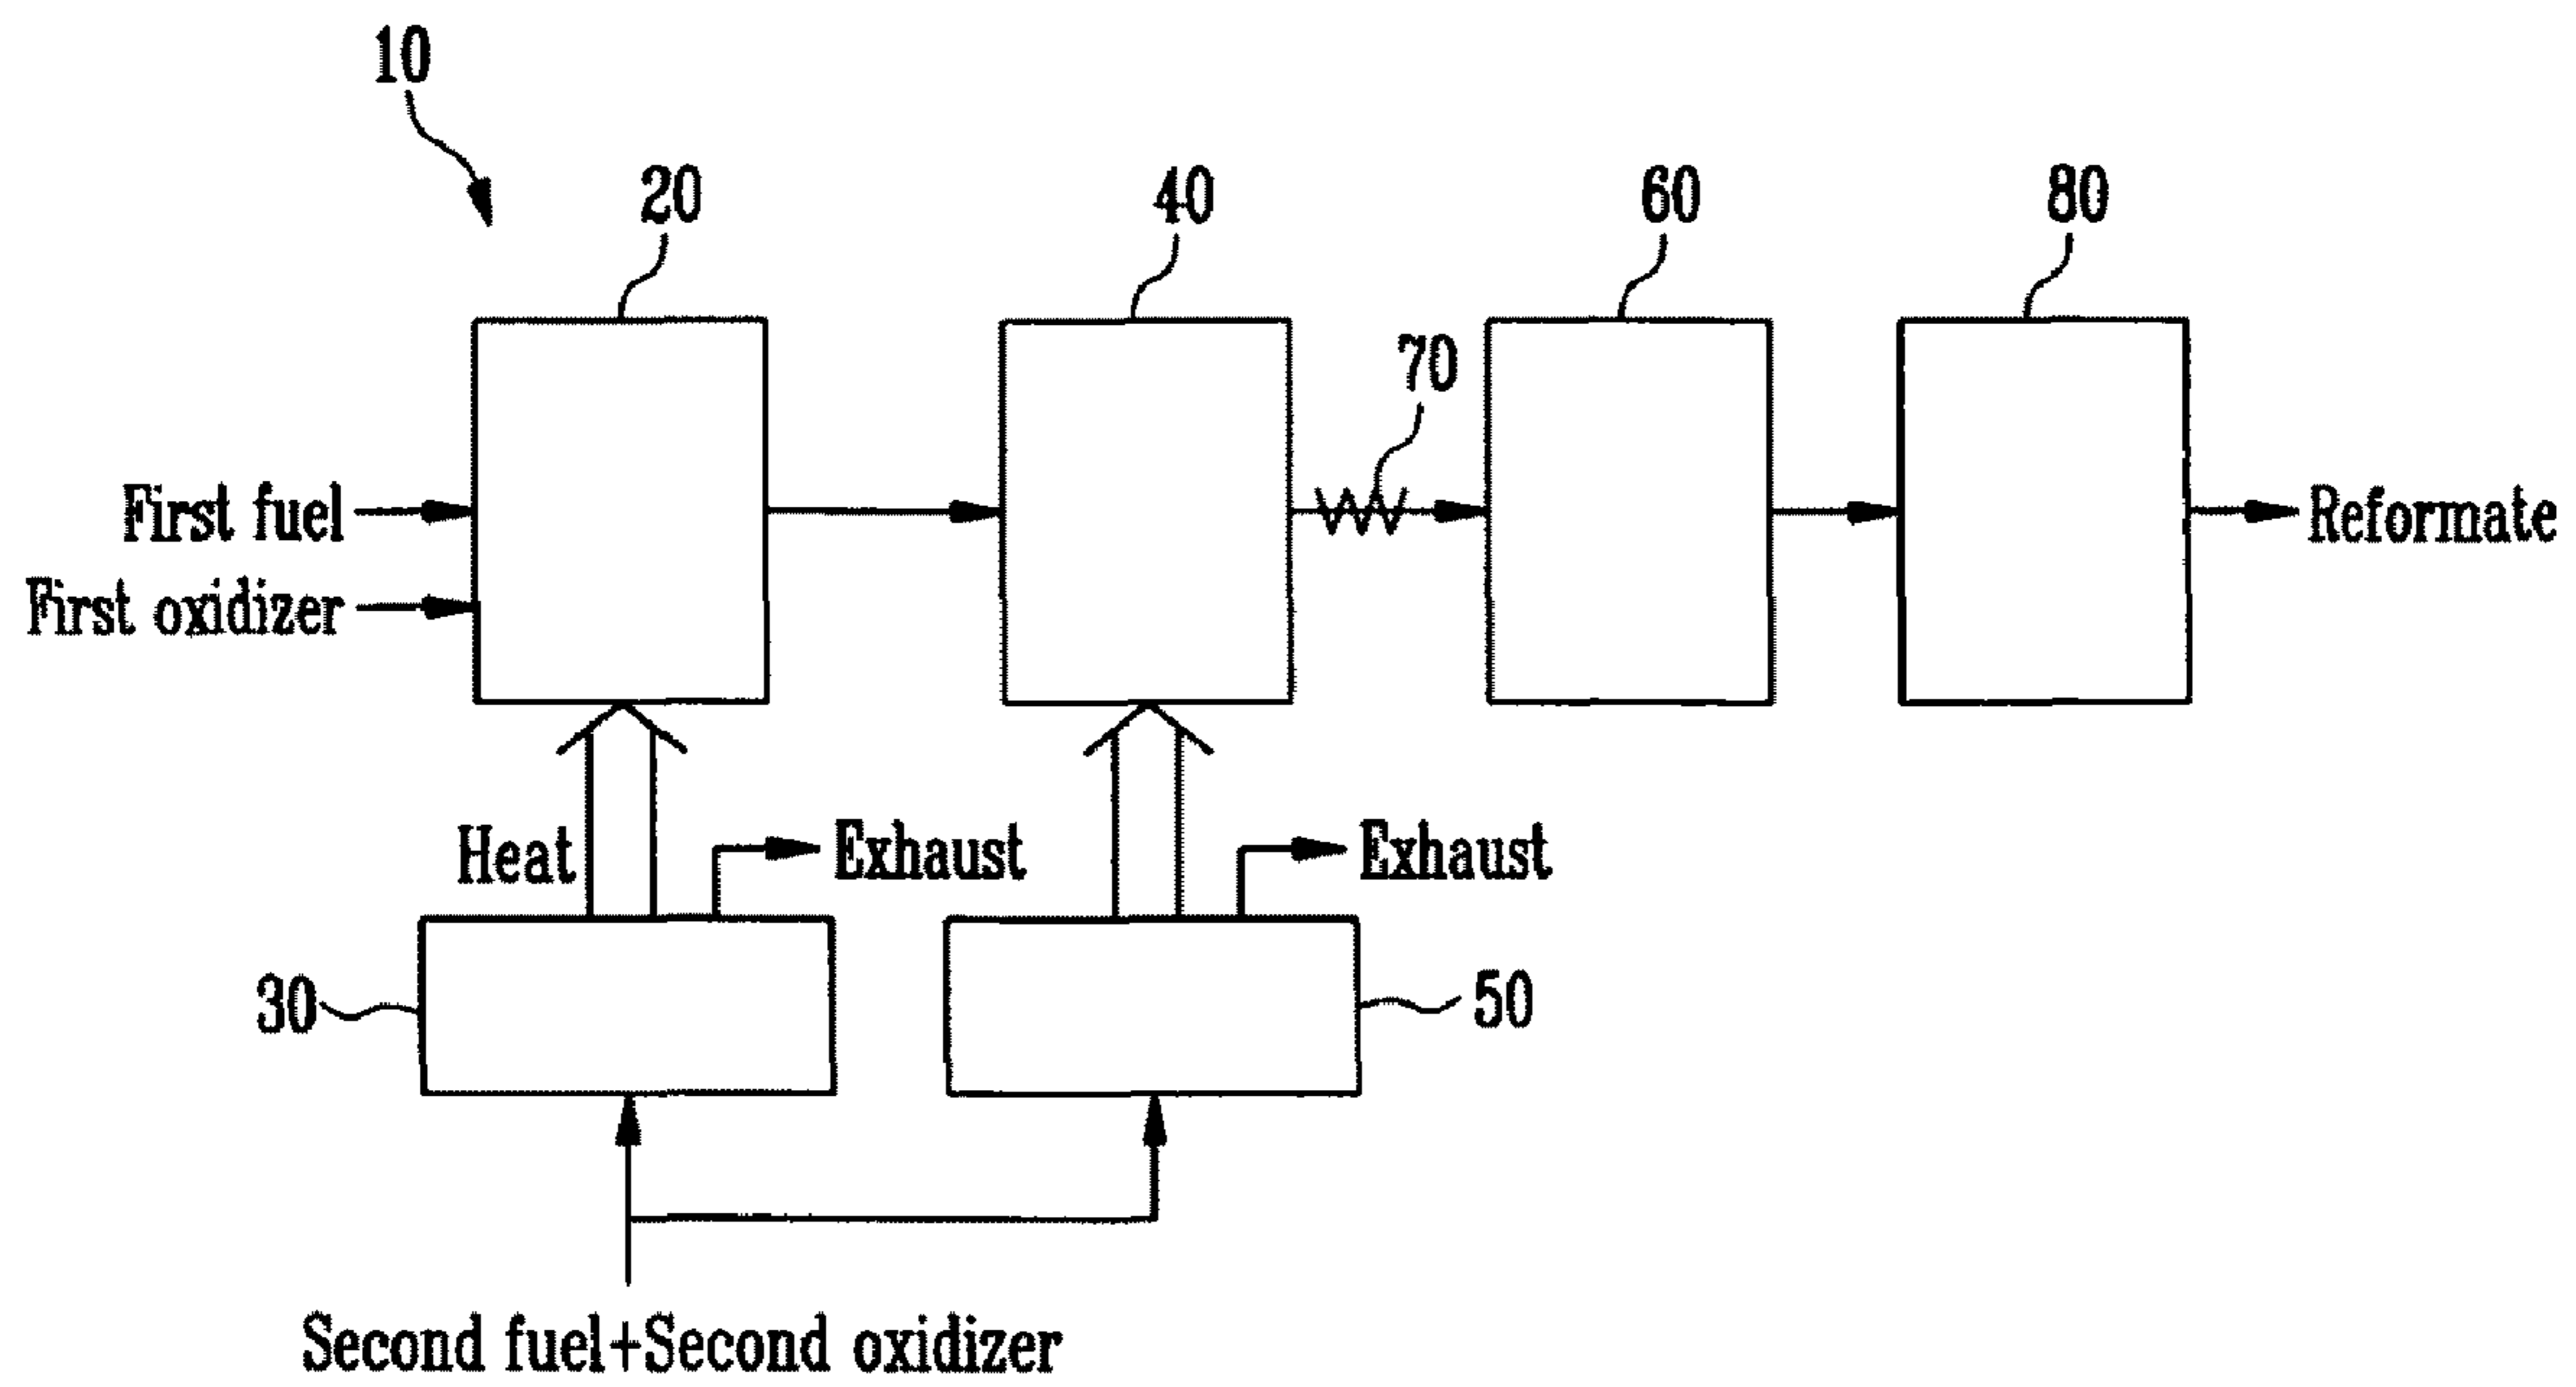 10
20
40
60
80
70
First fuel
Reformate
First oxidizer
Heat
Exhaust
Exhaust
30
50
Second fuel+Second oxidizer